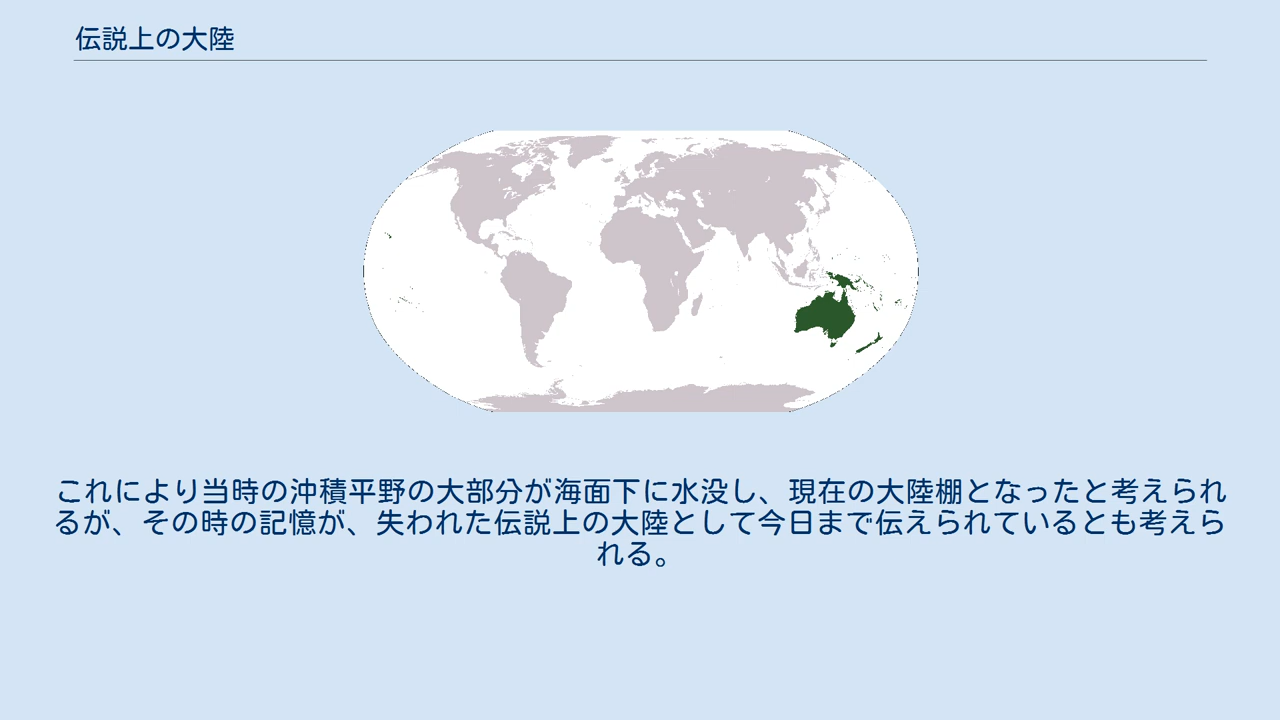 伝説上の大陸
これにより当時の沖積平野の大部分が海面下に水没し、現在の大陸棚となったと考えられ
るが、その時の記憶が、失われた伝説上の大陸として今日まで伝えられているとも考えら
れる。